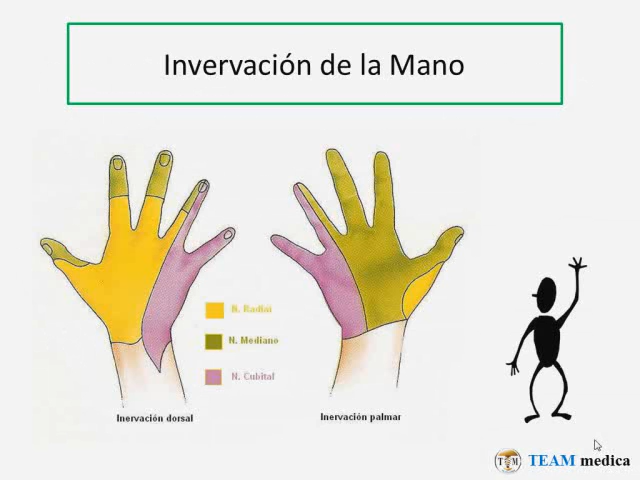 Invervación de la Mano
N. Radial
N. Mediano
N. Cubital
Inervación dorsal
Inervación palmar
TEAM medica